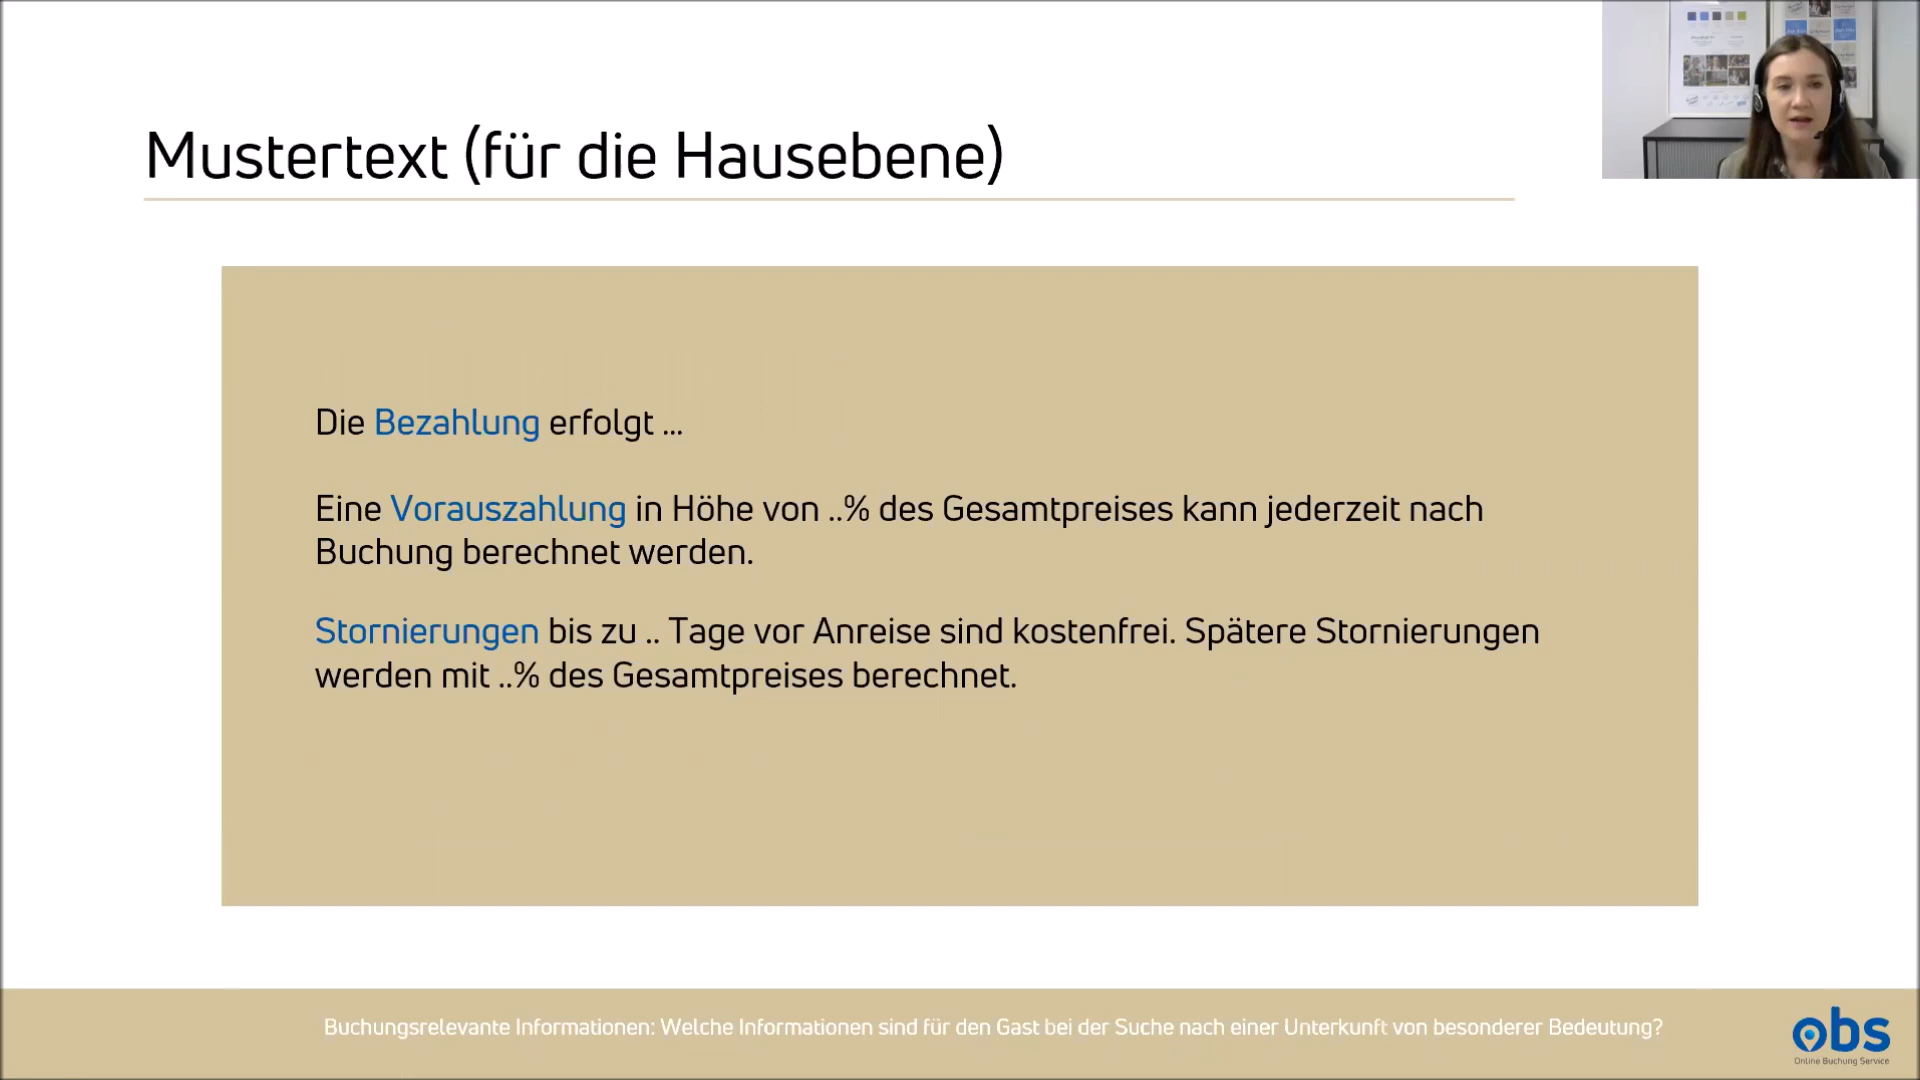 Mustertext (für die Hausebene)
Die Bezahlung erfolgt ...
Eine Vorauszahlung in Höhe von ..% des Gesamtpreises kann jederzeit nach
Buchung berechnet werden.
Stornierungen bis zu .. Tage vor Anreise sind kostenfrei. Spätere Stornierungen
werden mit ..% des Gesamtpreises berechnet.
Buchungsrelevante Informationen: Welche Informationen sind für den Gast bei der Suche nach einer Unterkunft von besonderer Bedeutung?
obs
Online Buchung Service